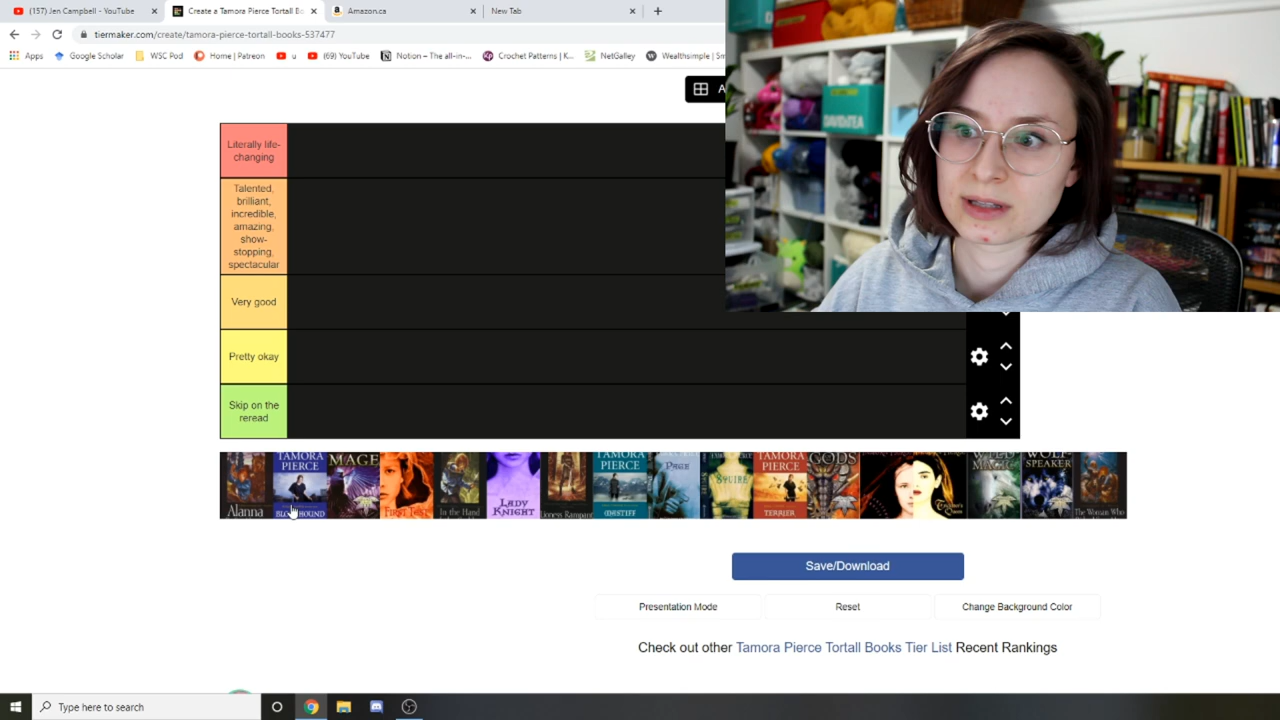 (157) Jen Campbell - YouTube
Create a Tamora Pierce Tortall Bo
Amazon.ca
New Tab
tiermaker.com/create/tamora-pierce-tortall-books-537477
Apps
Google Scholar
WSC Pod
Home | Patreon
u
(69) YouTube
Notion – The all-in-...
Crochet Patterns | K...
NetGalley
Wealthsimple | Sm
A
DAVIDsTEA
Literally life-
changing
Talented,
brilliant,
incredible,
amazing,
show-
stopping,
spectacular
Very good
Pretty okay
Skip on the
reread
Alanna
TAMORA
PIERCE
BLOODHOUND
MAGE
FIRST TEST
In the Hand
LADY
KNIGHT
Lioness Rampant
TAMORA
PIERCE
MASTIFF
PAGE
SQUIRE
TAMORA
PIERCE
TERRIER
GODS
Trickster's
Queen
WILD
MAGIC
WOLF-
SPEAKER
The Woman Who
Save/Download
Presentation Mode
Reset
Change Background Color
Check out other Tamora Pierce Tortall Books Tier List Recent Rankings
Type here to search